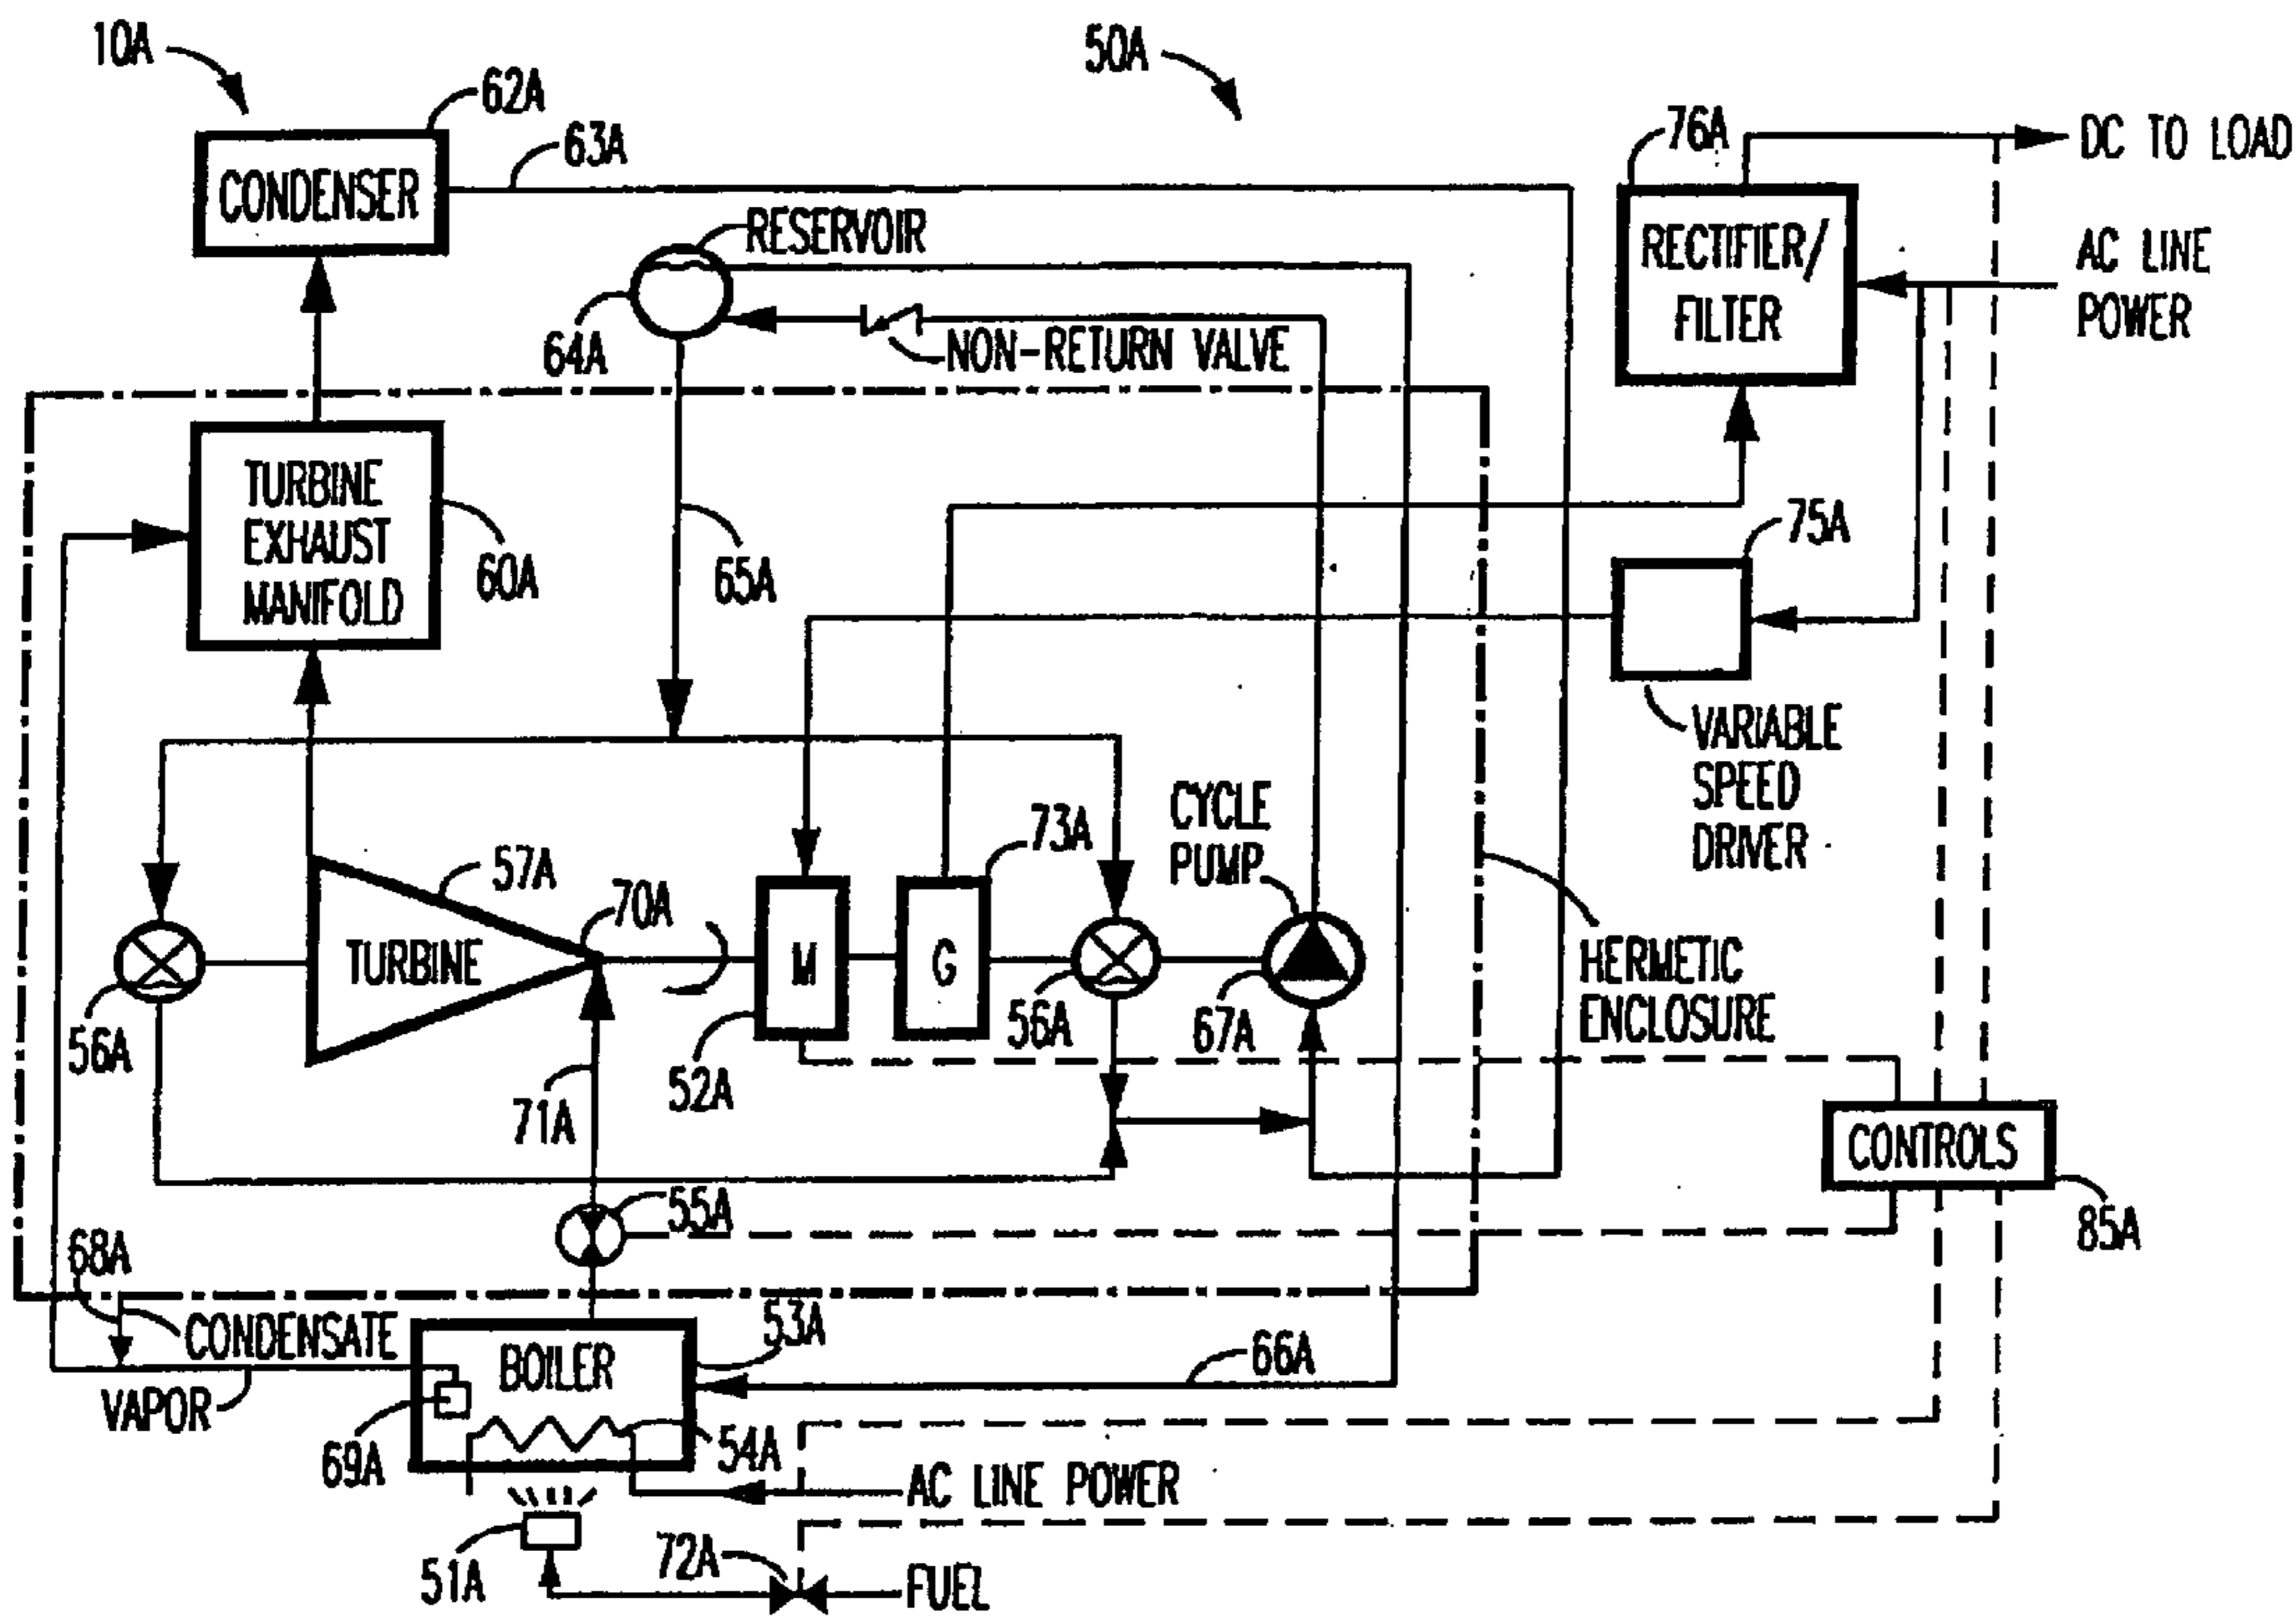 10A
50A
62A
63A
76A
DC TO LOAD
CONDENSER
RESERVOIR
RECTIFIER/
FILTER
AC LINE
POWER
64A
NON-RETURN VALVE
TURBINE
EXHAUST
MANIFOLD
60A
65A
75A
VARIABLE
SPEED
DRIVER
CYCLE
PUMP
73A
57A
70A
TURBINE
M
G
56A
56A
67A
HERMETIC
ENCLOSURE
52A
71A
CONTROLS
85A
55A
68A
CONDENSATE
53A
BOILER
66A
VAPOR
69A
54A
AC LINE POWER
51A
72A
FUEL